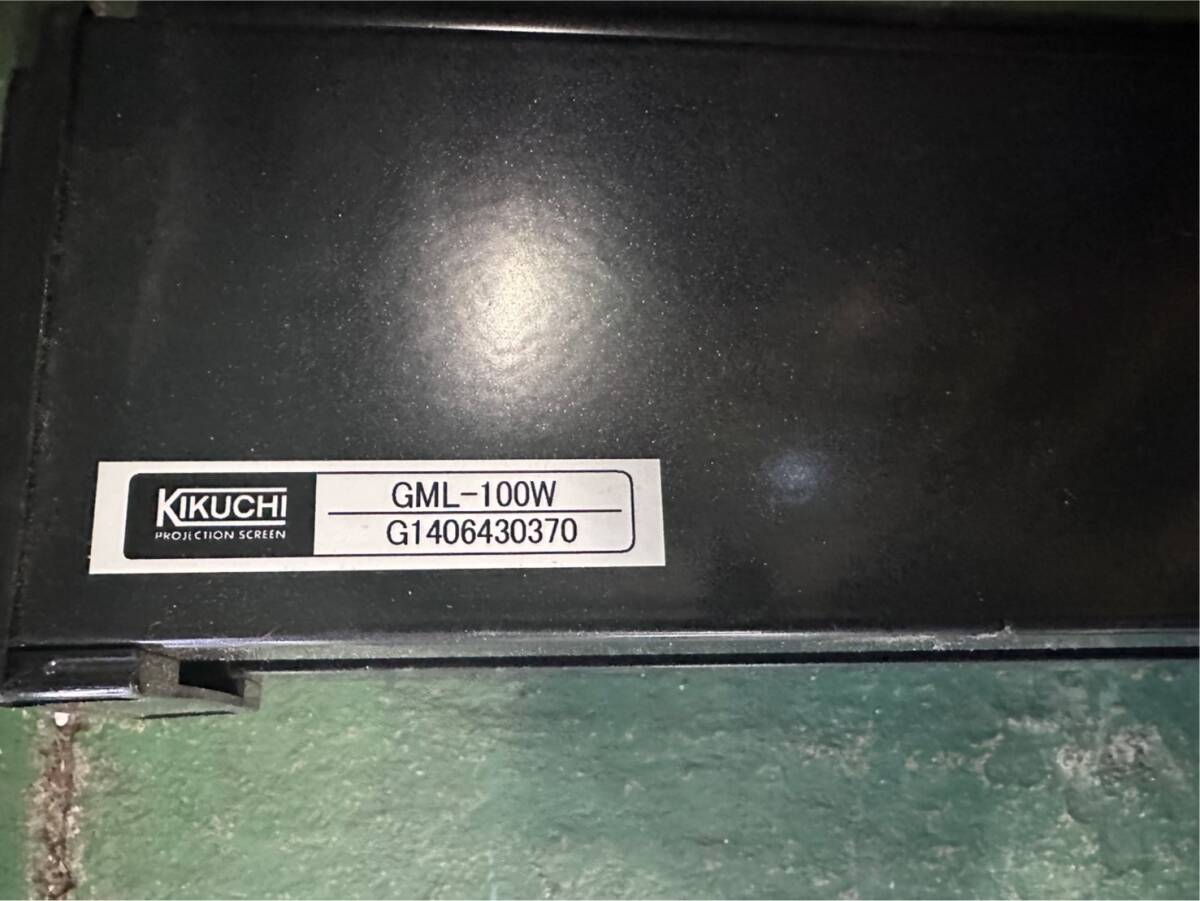 KIKUCHI
PROJECTION SCREEN
GML-100W
G1406430370